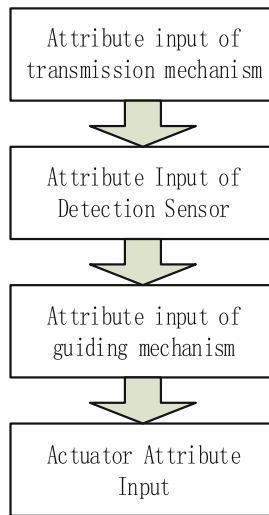 Attribute input of
transmission mechanism
Attribute Input of
Detection Sensor
Attribute input of
guiding mechanism
Actuator Attribute
Input